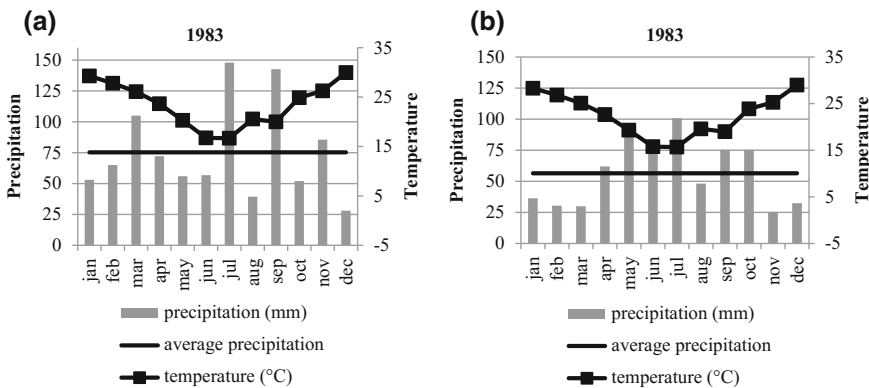 (a)
1983
Precipitation
150
125
100
75
50
25
0
35
25
15
5
-5
Temperature
jan
feb
mar
apr
may
jun
jul
aug
sep
oct
nov
dec
precipitation (mm)
average precipitation
temperature (°C)
(b)
1983
Precipitation
150
125
100
75
50
25
0
35
25
15
5
-5
Temperature
jan
feb
mar
apr
may
jun
jul
aug
sep
oct
nov
dec
precipitation (mm)
average precipitation
temperature (°C)